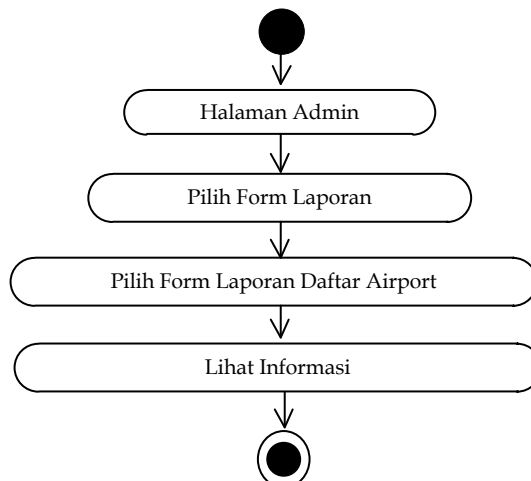 Halaman Admin
Pilih Form Laporan
Pilih Form Laporan Daftar Airport
Lihat Informasi